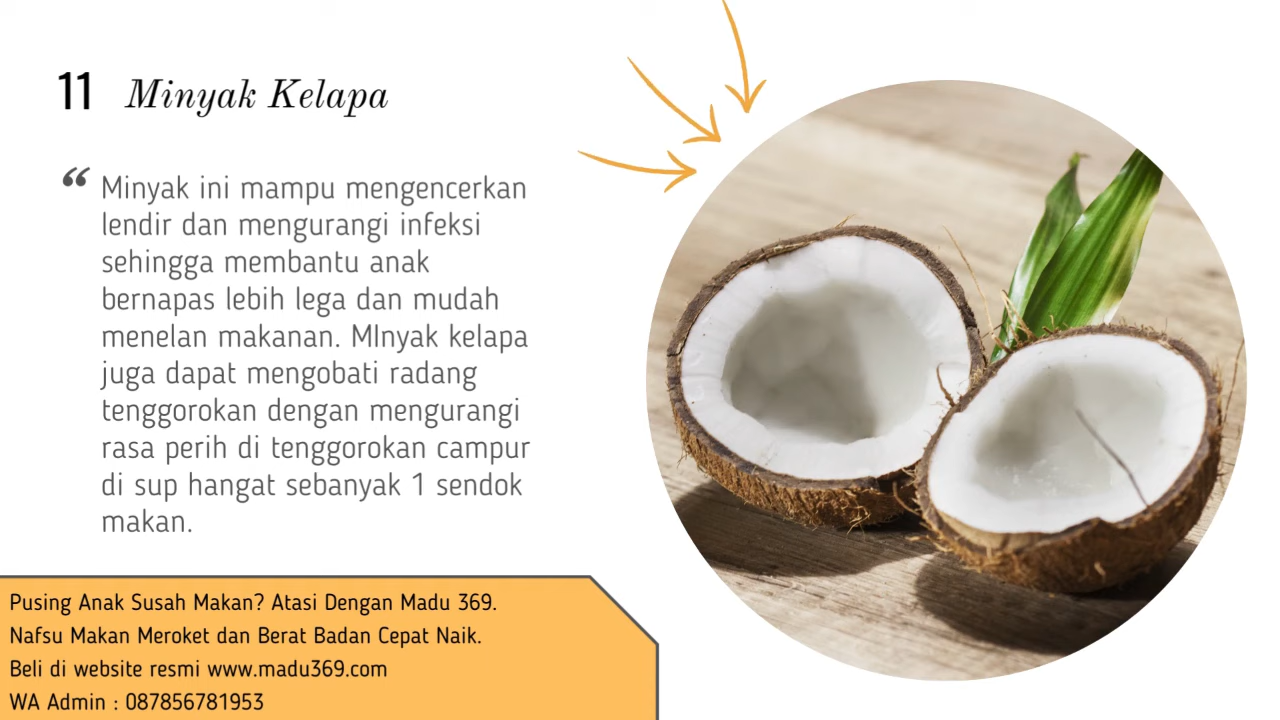 11 Minyak Kelapa
“ Minyak ini mampu mengencerkan
lendir dan mengurangi infeksi
sehingga membantu anak
bernapas lebih lega dan mudah
menelan makanan. MInyak kelapa
juga dapat mengobati radang
tenggorokan dengan mengurangi
rasa perih di tenggorokan campur
di sup hangat sebanyak 1 sendok
makan.
Pusing Anak Susah Makan? Atasi Dengan Madu 369.
Nafsu Makan Meroket dan Berat Badan Cepat Naik.
Beli di website resmi www.madu369.com
WA Admin : 087856781953